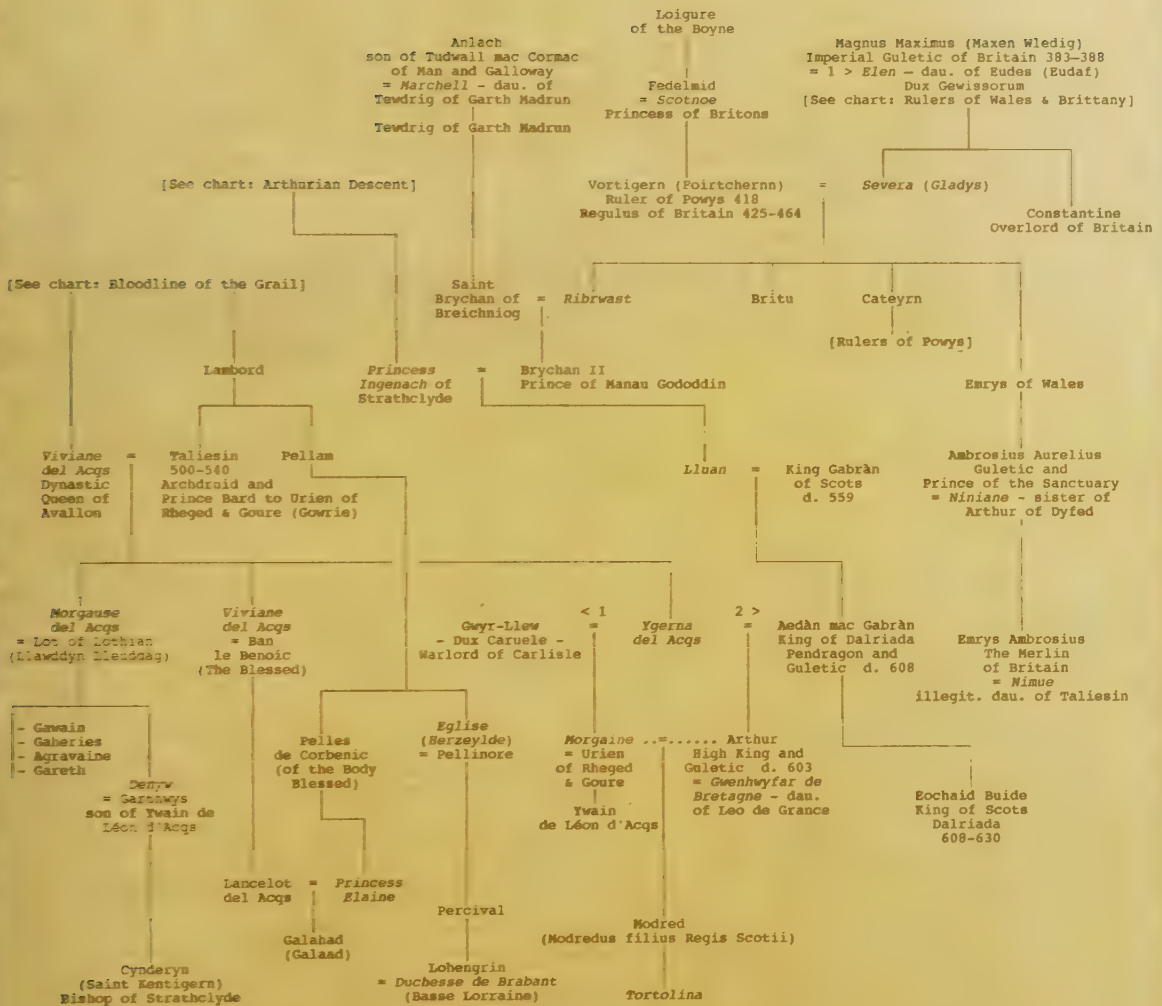 Loigure
of the Boyne
Anlach
son of Tudwall mac Cormac
of Man and Galloway
= Marchell - dau. of
Tewdrig of Garth Madrun
Tewdrig of Garth Madrun
Fedelmid
= Scotnoe
Princess of Britons
Magnus Maximus (Maxen Wledig)
Imperial Guletic of Britain 383–388
= 1 > Elen – dau. of Eudes (Eudaf)
Dux Gewissorum
[See chart: Rulers of Wales & Brittany]
[See chart: Arthurian Descent]
Vortigern (Foirtchernn)
Ruler of Powys 418
Regulus of Britain 425-464
=
Severa (Gladys)
Constantine
Overlord of Britain
[See chart: Bloodline of the Grail]
Saint
Brychan of
Breichniog
= Ribrwast
Britu
Cateyrn
[Rulers of Powys]
Lambord
Princess
Ingenach of
Strathclyde
=
Brychan II
Prince of Manau Gododdin
Emrys of Wales
Viviane
del Acqs
Dynastic
Queen of
Avallon
=
Taliesin
500-540
Archdruid and
Prince Bard to Urien of
Rheged & Goure (Gowrie)
Pellam
Lluan
=
King Gabràn
of Scots
d. 559
Ambrosius Aurelius
Guletic and
Prince of the Sanctuary
= Niniane - sister of
Arthur of Dyfed
Morgause
del Acqs
= Lot of Lothian
Viviane
del Acqs
= Ban
le Benoic
(The Blessed)
Gwyr-Llew
- Dux Caruele -
Warlord of Carlisle
< 1
=
Ygerna
del Acqs
2 >
=
Aedàn mac Gabràn
King of Dalriada
Pendragon and
Guletic d. 608
Emrys Ambrosius
The Merlin
of Britain
= Nimue
illegit. dau. of Taliesin
- Gawain
- Gaheries
- Agravaine
- Gareth
Denyw
= Garthwys
son of Ywain de
Léon d'Acqs
Pelles
de Corbenic
(of the Body
Blessed)
Eglise
(Herzeylde)
= Pellinore
Morgaine
= Urien
of Rheged
& Goure
Ywain
de Léon d'Acqs
..=......
Arthur
High King and
Guletic d. 603
= Gwenhwyfar de
Bretagne - dau.
of Leo de Grance
Eochaid Buide
King of Scots
Dalriada
608-630
Lancelot
del Acqs
=
Princess
Elaine
Percival
Galahad
(Galaad)
Modred
(Modredus filius Regis Scotii)
Cynderyn
(Saint Kentigern)
Bishop of Strathclyde
Lohengrin
= Duchesse de Brabant
(Basse Lorraine)
Tortolina